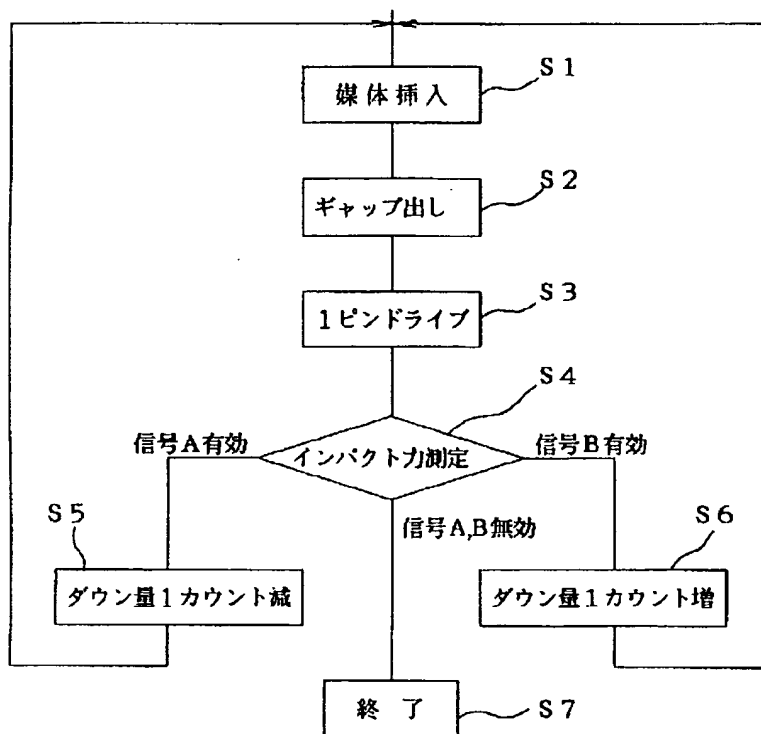 S1
媒体挿入
S2
ギャップ出し
S3
1ピンドライブ
S4
信号A有効
インパクト力測定
信号B有効
信号A,B無効
S5
S6
ダウン量1カウント減
ダウン量1カウント増
終了
S7